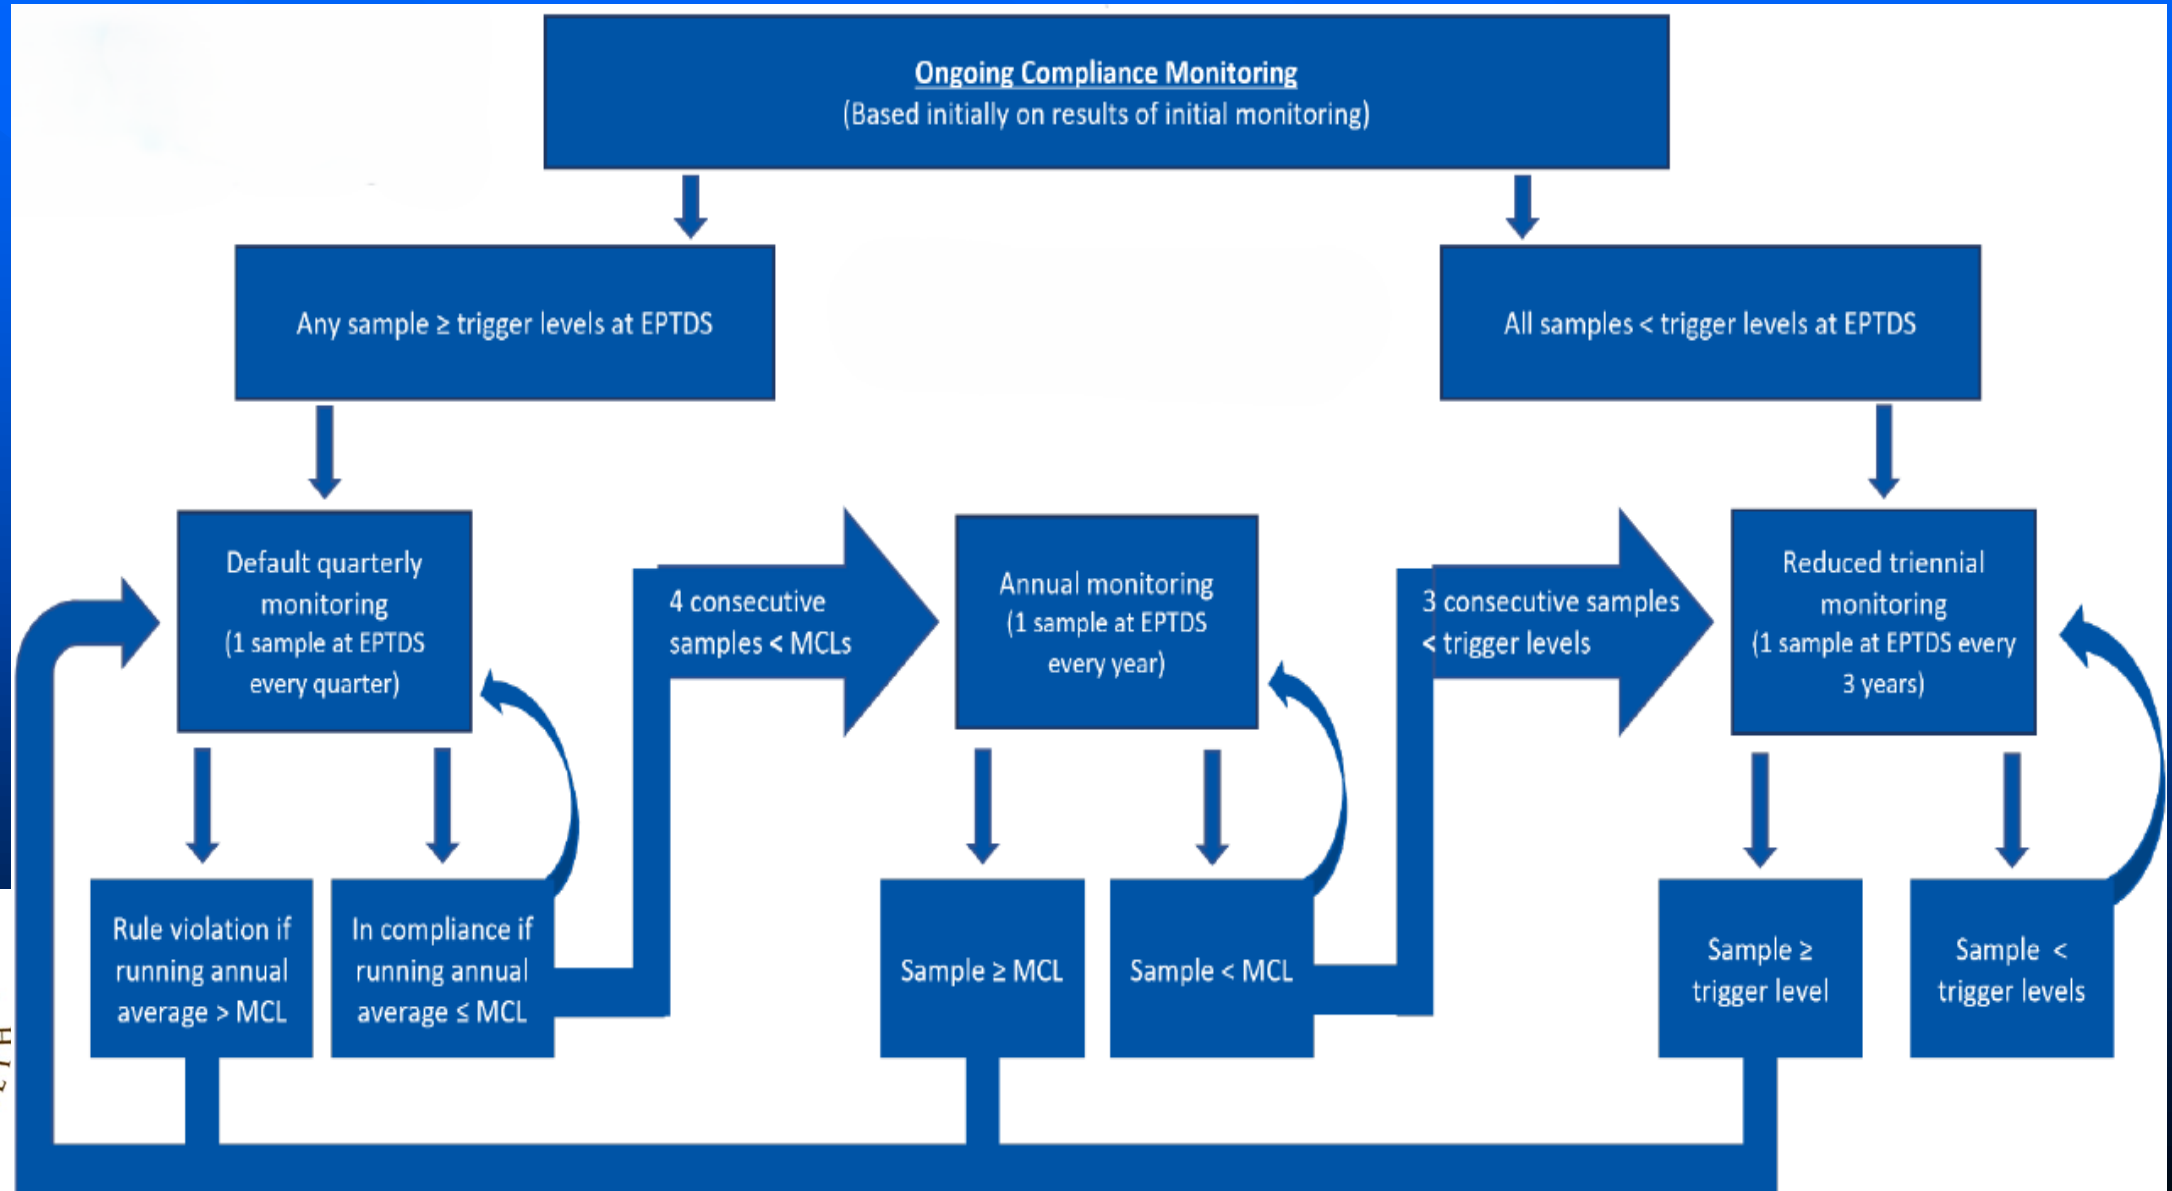 Ongoing Compliance Monitoring
(Based initially on results of initial monitoring)
Any sample ≥ trigger levels at EPTDS
All samples < trigger levels at EPTDS
Default quarterly
monitoring
(1 sample at EPTDS
every quarter)
4 consecutive
samples < MCLs
Annual monitoring
(1 sample at EPTDS
every year)
3 consecutive samples
< trigger levels
Reduced triennial
monitoring
(1 sample at EPTDS every
3 years)
Rule violation if
running annual
average > MCL
In compliance if
running annual
average ≤ MCL
Sample ≥ MCL
Sample < MCL
Sample ≥
trigger level
Sample <
trigger levels